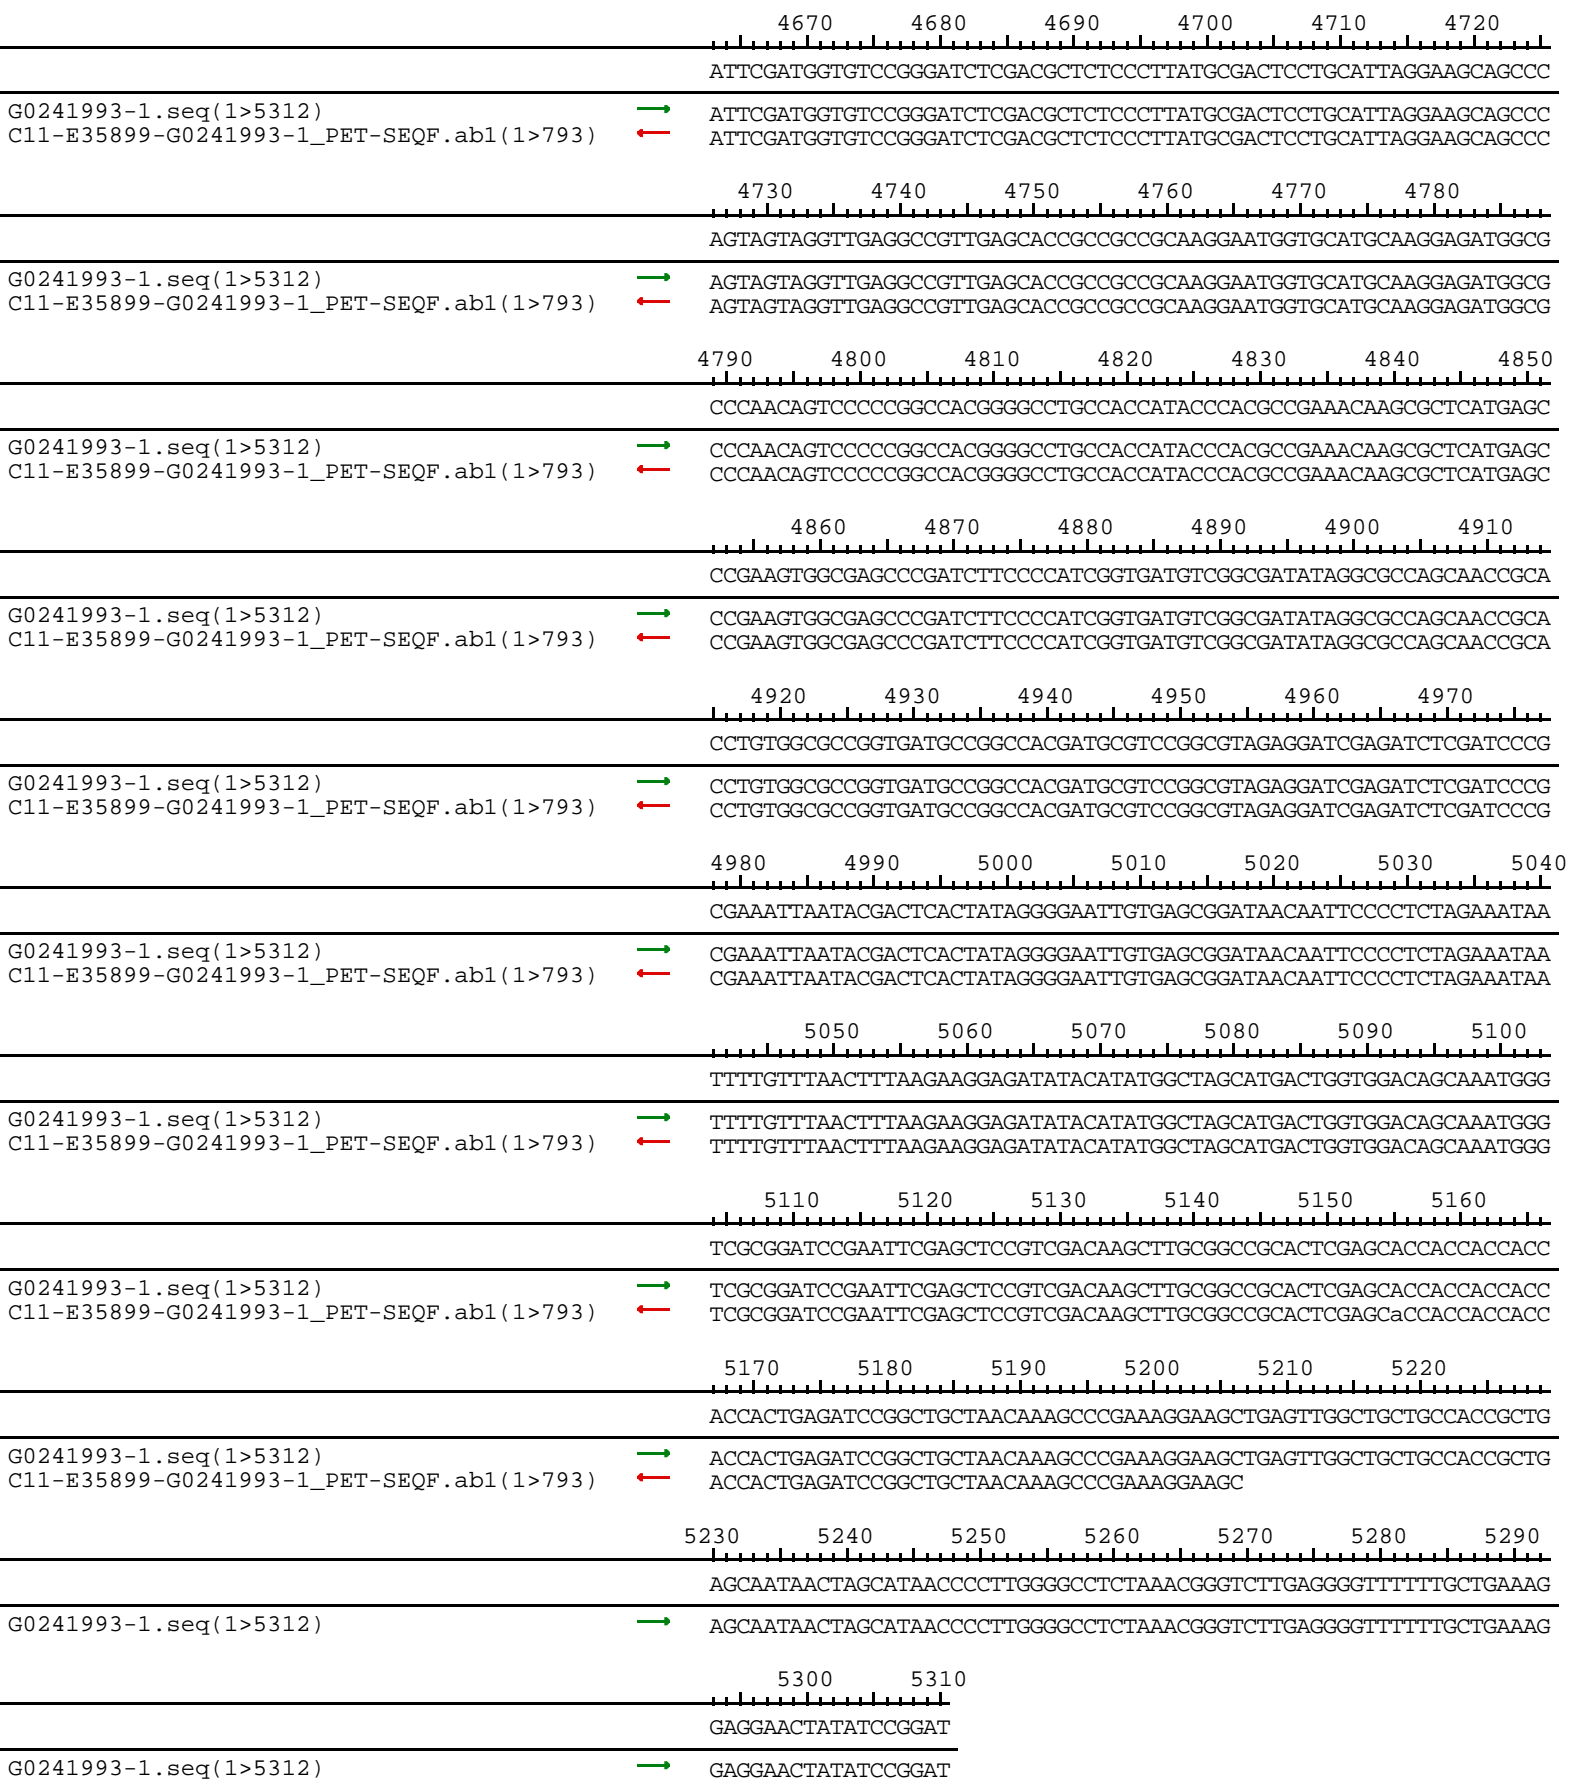 4670 4680 4690 4700 4710 4720
ATTCGATGGTGTCCGGGATCTCGACGCTCTCCCTTATGCGACTCCTGCATTAGGAAGCAGCCC
G0241993-1.seq(1>5312) ATTCGATGGTGTCCGGGATCTCGACGCTCTCCCTTATGCGACTCCTGCATTAGGAAGCAGCCC
C11-E35899-G0241993-1_PET-SEQF.ab1(1>793) ATTCGATGGTGTCCGGGATCTCGACGCTCTCCCTTATGCGACTCCTGCATTAGGAAGCAGCCC
4730 4740 4750 4760 4770 4780
AGTAGTAGGTTGAGGCCGTTGAGCACCGCCGCCGCAAGGAATGGTGCATGCAAGGAGATGGCG
G0241993-1.seq(1>5312) AGTAGTAGGTTGAGGCCGTTGAGCACCGCCGCCGCAAGGAATGGTGCATGCAAGGAGATGGCG
C11-E35899-G0241993-1_PET-SEQF.ab1(1>793) AGTAGTAGGTTGAGGCCGTTGAGCACCGCCGCCGCAAGGAATGGTGCATGCAAGGAGATGGCG
4790 4800 4810 4820 4830 4840 4850
CCCAACAGTCCCCCGGCCACGGGGCCTGCCACCATACCCACGCCGAAACAAGCGCTCATGAGC
G0241993-1.seq(1>5312) CCCAACAGTCCCCCGGCCACGGGGCCTGCCACCATACCCACGCCGAAACAAGCGCTCATGAGC
C11-E35899-G0241993-1_PET-SEQF.ab1(1>793) CCCAACAGTCCCCCGGCCACGGGGCCTGCCACCATACCCACGCCGAAACAAGCGCTCATGAGC
4860 4870 4880 4890 4900 4910
CCGAAGTGGCGAGCCCGATCTTCCCCATCGGTGATGTCGGCGATATAGGCGCCAGCAACCGCA
G0241993-1.seq(1>5312) CCGAAGTGGCGAGCCCGATCTTCCCCATCGGTGATGTCGGCGATATAGGCGCCAGCAACCGCA
C11-E35899-G0241993-1_PET-SEQF.ab1(1>793) CCGAAGTGGCGAGCCCGATCTTCCCCATCGGTGATGTCGGCGATATAGGCGCCAGCAACCGCA
4920 4930 4940 4950 4960 4970
CCTGTGGCGCCGGTGATGCCGGCCACGATGCGTCCGGCGTAGAGGATCGAGATCTCGATCCCG
G0241993-1.seq(1>5312) CCTGTGGCGCCGGTGATGCCGGCCACGATGCGTCCGGCGTAGAGGATCGAGATCTCGATCCCG
C11-E35899-G0241993-1_PET-SEQF.ab1(1>793) CCTGTGGCGCCGGTGATGCCGGCCACGATGCGTCCGGCGTAGAGGATCGAGATCTCGATCCCG
4980 4990 5000 5010 5020 5030 5040
CGAAATTAATACGACTCACTATAGGGGAATTGTGAGCGGATAACAATTCCCCTCTAGAAATAA
G0241993-1.seq(1>5312) CGAAATTAATACGACTCACTATAGGGGAATTGTGAGCGGATAACAATTCCCCTCTAGAAATAA
C11-E35899-G0241993-1_PET-SEQF.ab1(1>793) CGAAATTAATACGACTCACTATAGGGGAATTGTGAGCGGATAACAATTCCCCTCTAGAAATAA
5050 5060 5070 5080 5090 5100
TTTTGTTTAACTTTAAGAAGGAGATATACATATGGCTAGCATGACTGGTGGACAGCAAATGGG
G0241993-1.seq(1>5312) TTTTGTTTAACTTTAAGAAGGAGATATACATATGGCTAGCATGACTGGTGGACAGCAAATGGG
C11-E35899-G0241993-1_PET-SEQF.ab1(1>793) TTTTGTTTAACTTTAAGAAGGAGATATACATATGGCTAGCATGACTGGTGGACAGCAAATGGG
5110 5120 5130 5140 5150 5160
TCGCGGATCCGAATTCGAGCTCCGTCGACAAGCTTGCGGCCGCACTCGAGCACCACCACCACC
G0241993-1.seq(1>5312) TCGCGGATCCGAATTCGAGCTCCGTCGACAAGCTTGCGGCCGCACTCGAGCACCACCACCACC
C11-E35899-G0241993-1_PET-SEQF.ab1(1>793) TCGCGGATCCGAATTCGAGCTCCGTCGACAAGCTTGCGGCCGCACTCGAGCaCCACCACCACC
5170 5180 5190 5200 5210 5220
ACCACTGAGATCCGGCTGCTAACAAAGCCCGAAAGGAAGCTGAGTTGGCTGCTGCCACCGCTG
G0241993-1.seq(1>5312) ACCACTGAGATCCGGCTGCTAACAAAGCCCGAAAGGAAGCTGAGTTGGCTGCTGCCACCGCTG
C11-E35899-G0241993-1_PET-SEQF.ab1(1>793) ACCACTGAGATCCGGCTGCTAACAAAGCCCGAAAGGAAGC
5230 5240 5250 5260 5270 5280 5290
AGCAATAACTAGCATAACCCCTTGGGGCCTCTAAACGGGTCTTGAGGGGTTTTTTGCTGAAAG
G0241993-1.seq(1>5312) AGCAATAACTAGCATAACCCCTTGGGGCCTCTAAACGGGTCTTGAGGGGTTTTTTGCTGAAAG
5300 5310
GAGGAACTATATCCGGAT
G0241993-1.seq(1>5312) GAGGAACTATATCCGGAT